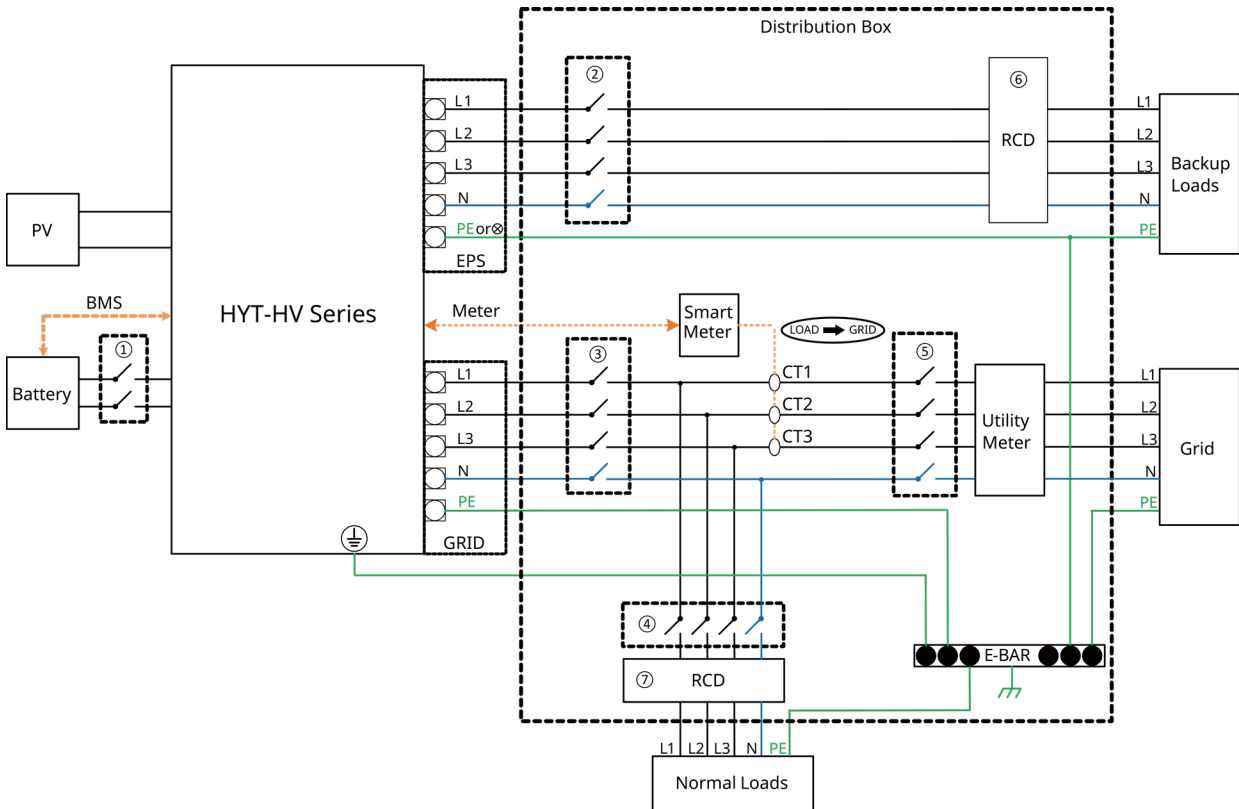 Distribution Box
②
⑥
L1
L2
L3
N
PEor⊗
EPS
RCD
L1
L2
L3
N
PE
Backup
Loads
PV
BMS
①
Battery
HYT-HV Series
Meter
Smart
Meter
LOAD ➡ GRID
③
⑤
L1
L2
L3
N
PE
GRID
CT1
CT2
CT3
Utility
Meter
L1
L2
L3
N
PE
Grid
④
⑦
RCD
E-BAR
L1
L2
L3
N
PE
Normal Loads